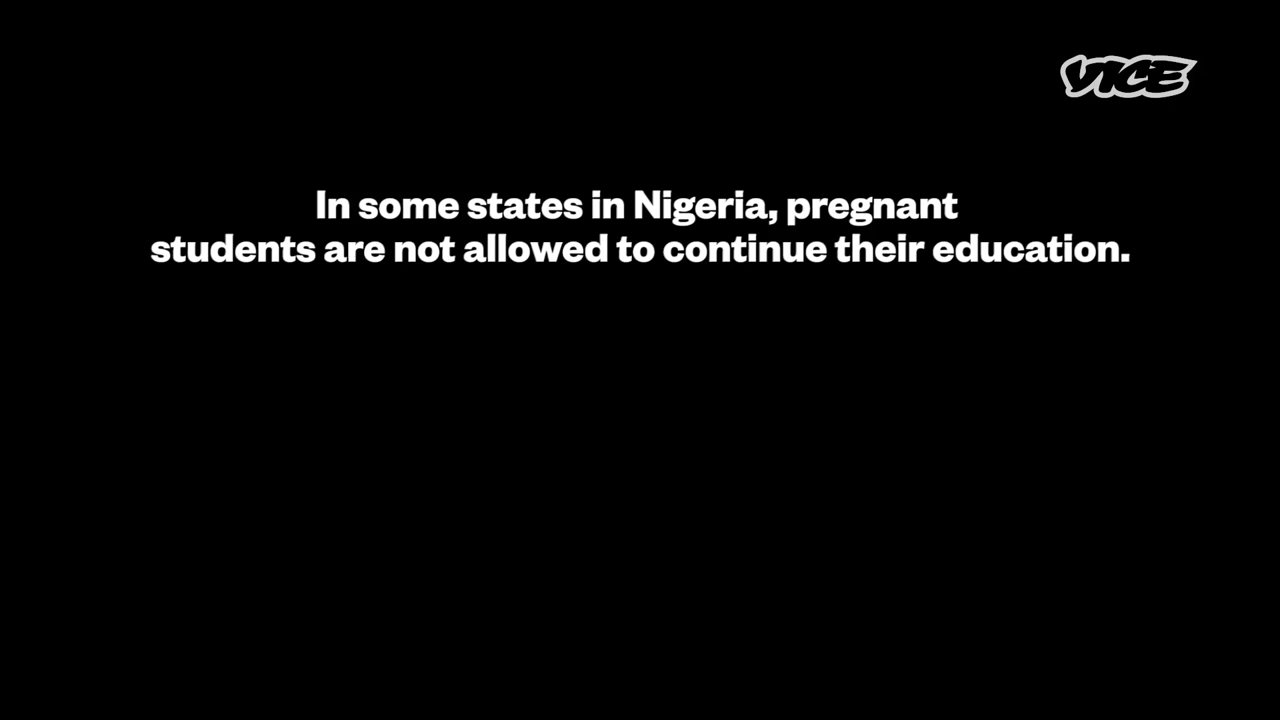 VICE
In some states in Nigeria, pregnant
students are not allowed to continue their education.